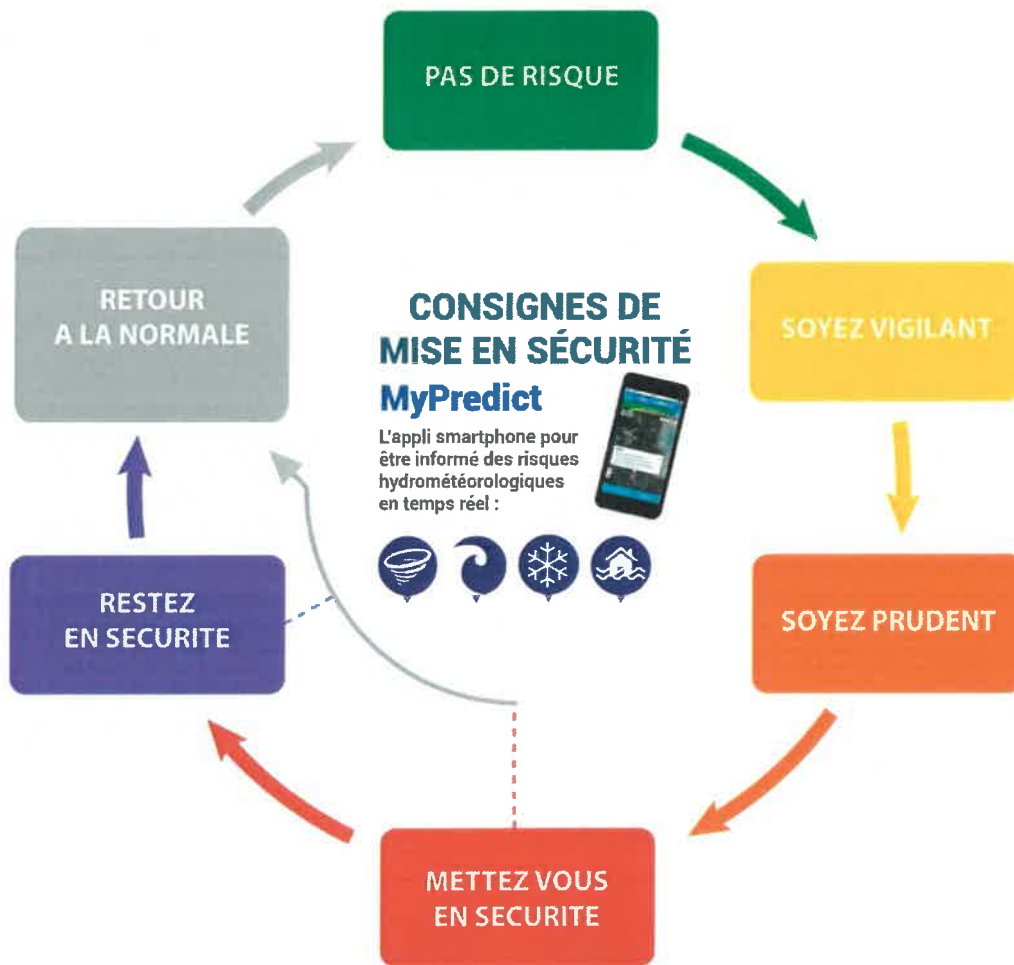 PAS DE RISQUE
SOYEZ VIGILANT
SOYEZ PRUDENT
METTEZ VOUS
EN SECURITE
RESTEZ
EN SECURITE
RETOUR
A LA NORMALE
CONSIGNES DE
MISE EN SÉCURITÉ
MyPredict
L'appli smartphone pour
être informé des risques
hydrométéorologiques
en temps réel :